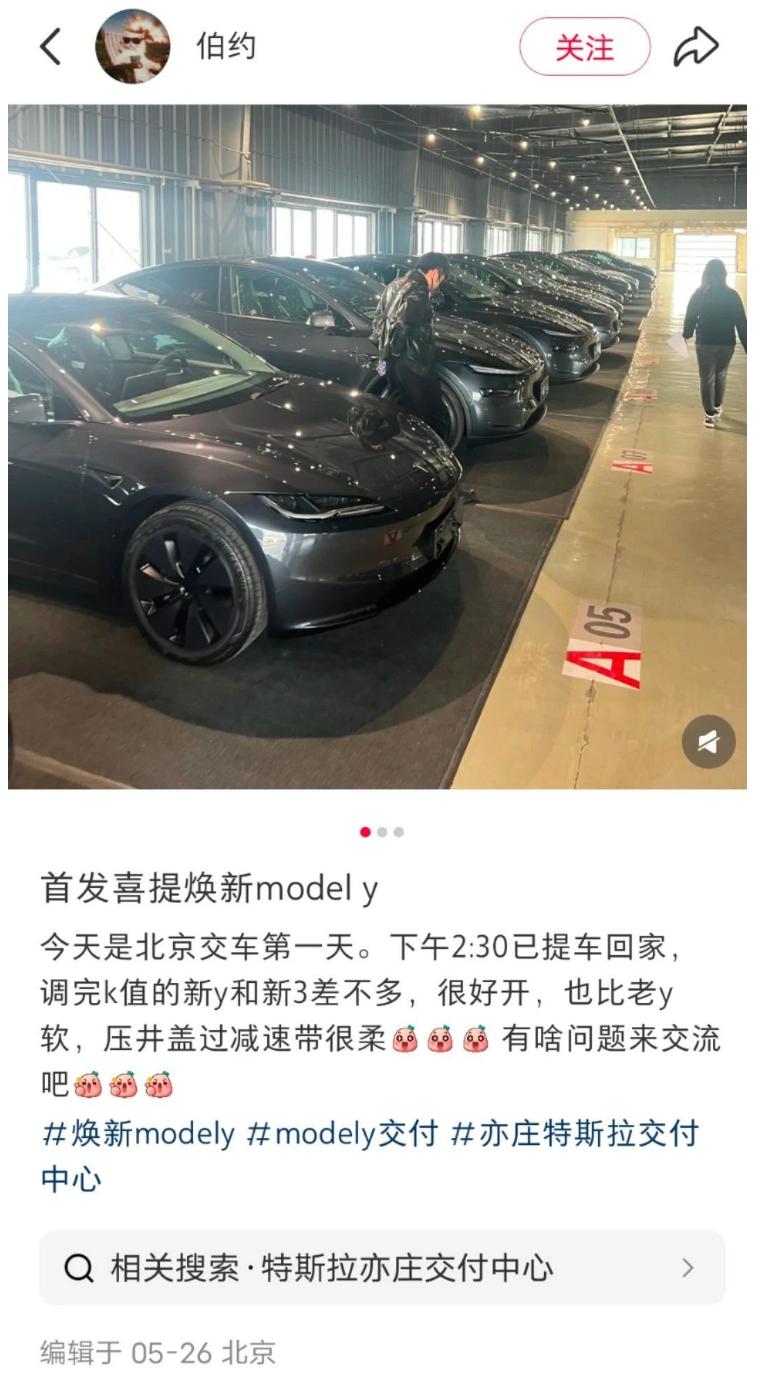 伯约
关注
A 07
A 05
首发喜提焕新model y
今天是北京交车第一天。下午2:30已提车回家，
调完k值的新y和新3差不多，很好开，也比老y
软，压井盖过减速带很柔 有啥问题来交流
吧
#焕新modely #modely交付 #亦庄特斯拉交付
中心
相关搜索·特斯拉亦庄交付中心
编辑于 05-26 北京